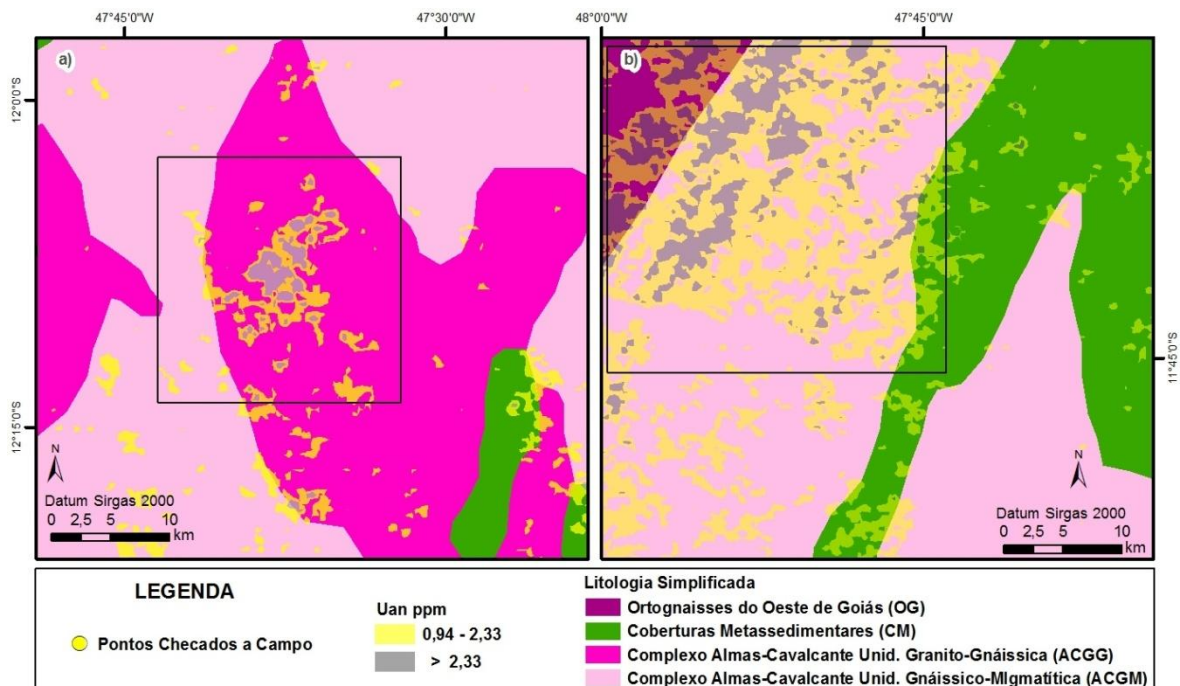 47°45'0"W
47°30'0"W
48°0'0"W
47°45'0"W
a)
b)
12°0'0"S
12°15'0"S
11°45'0"S
N
Datum Sirgas 2000
0 2,5 5 10
km
N
Datum Sirgas 2000
0 2,5 5 10
km
LEGENDA
Pontos Checados a Campo
Uan ppm
0,94 - 2,33
> 2,33
Litologia Simplificada
Ortognaisses do Oeste de Goiás (OG)
Coberturas Metassedimentares (CM)
Complexo Almas-Cavalcante Unid. Granito-Gnáissica (ACGG)
Complexo Almas-Cavalcante Unid. Gnáissico-MIgmatítica (ACGM)